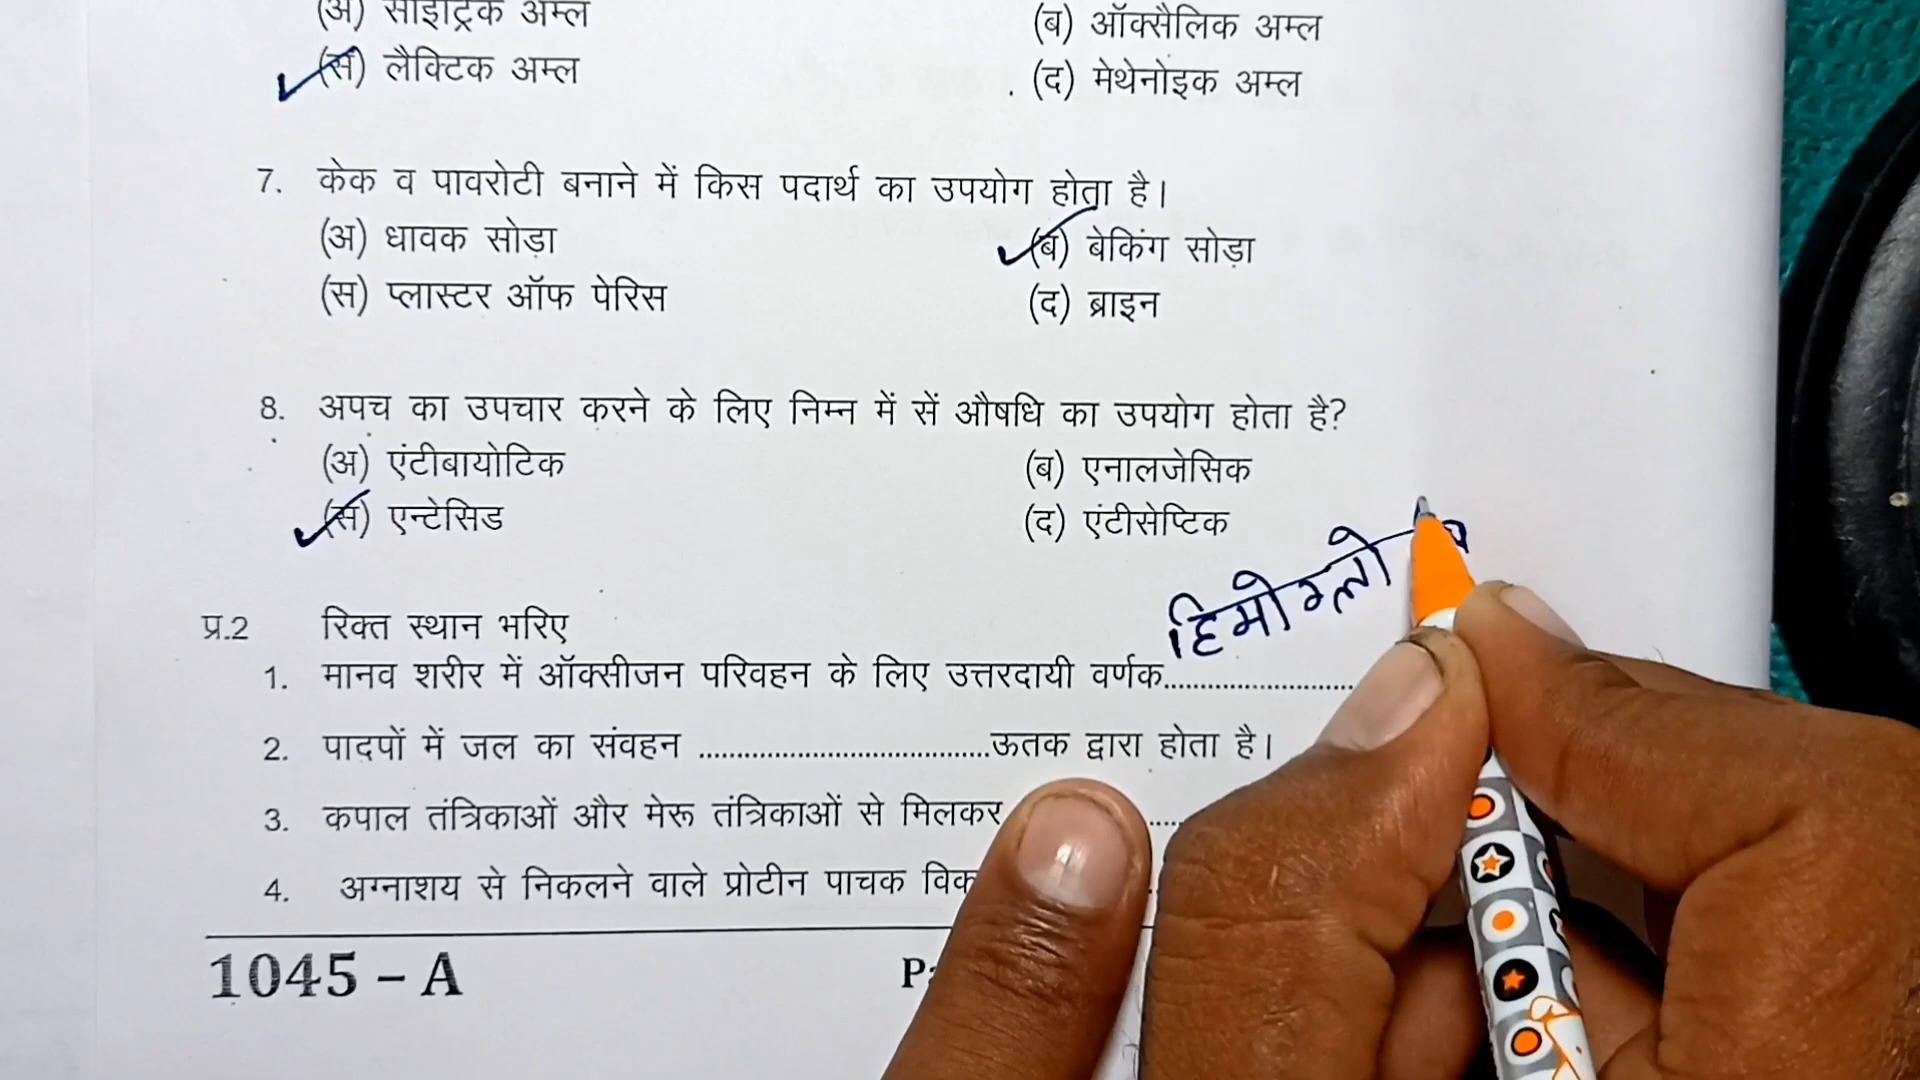 (अ) साइट्रिक अम्ल
(ब) ऑक्सैलिक अम्ल
(स) लैक्टिक अम्ल
(द) मेथेनोइक अम्ल
7. केक व पावरोटी बनाने में किस पदार्थ का उपयोग होता है।
(अ) धावक सोड़ा
(ब) बेकिंग सोड़ा
(स) प्लास्टर ऑफ पेरिस
(द) ब्राइन
8. अपच का उपचार करने के लिए निम्न में सें औषधि का उपयोग होता है?
(अ) एंटीबायोटिक
(ब) एनालजेसिक
(स) एन्टेसिड
(द) एंटीसेप्टिक
हिमोग्लो
प्र.2 रिक्त स्थान भरिए
1. मानव शरीर में ऑक्सीजन परिवहन के लिए उत्तरदायी वर्णक..........................
2. पादपों में जल का संवहन ....................................ऊतक द्वारा होता है।
3. कपाल तंत्रिकाओं और मेरू तंत्रिकाओं से मिलकर
4. अग्नाशय से निकलने वाले प्रोटीन पाचक
1045 – A